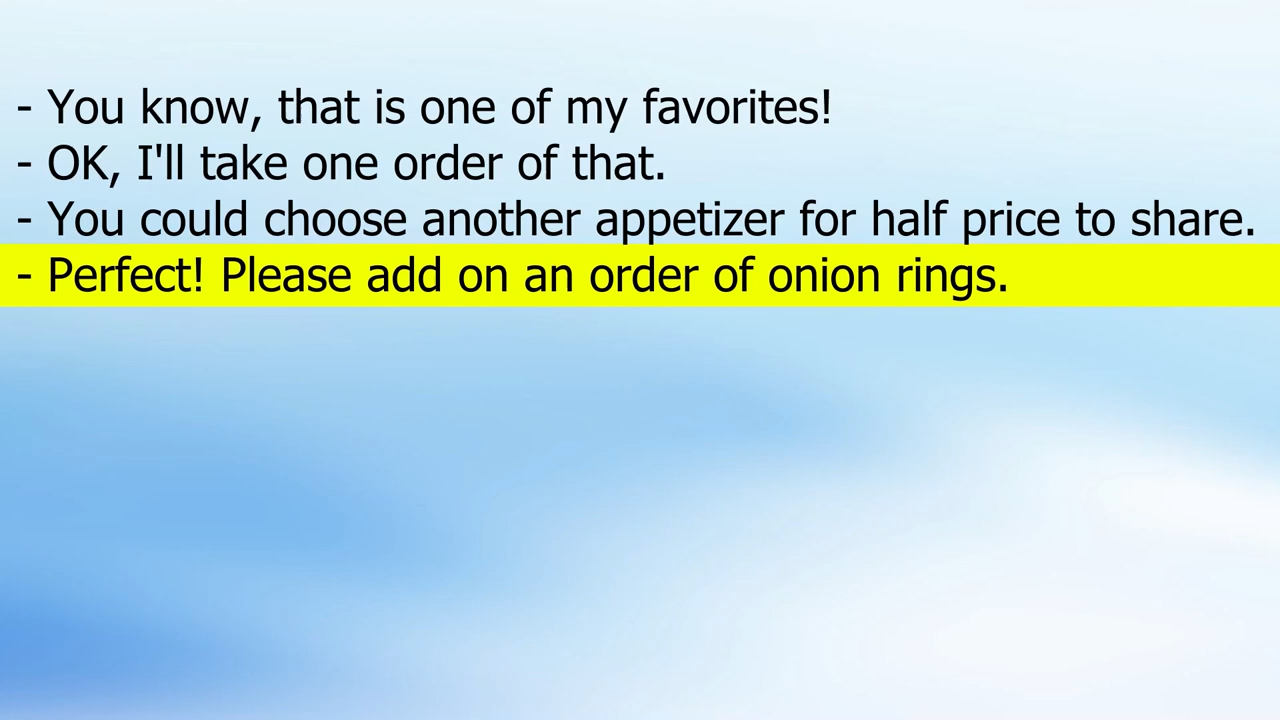 - You know, that is one of my favorites!
- OK, I'll take one order of that.
- You could choose another appetizer for half price to share.
- Perfect! Please add on an order of onion rings.